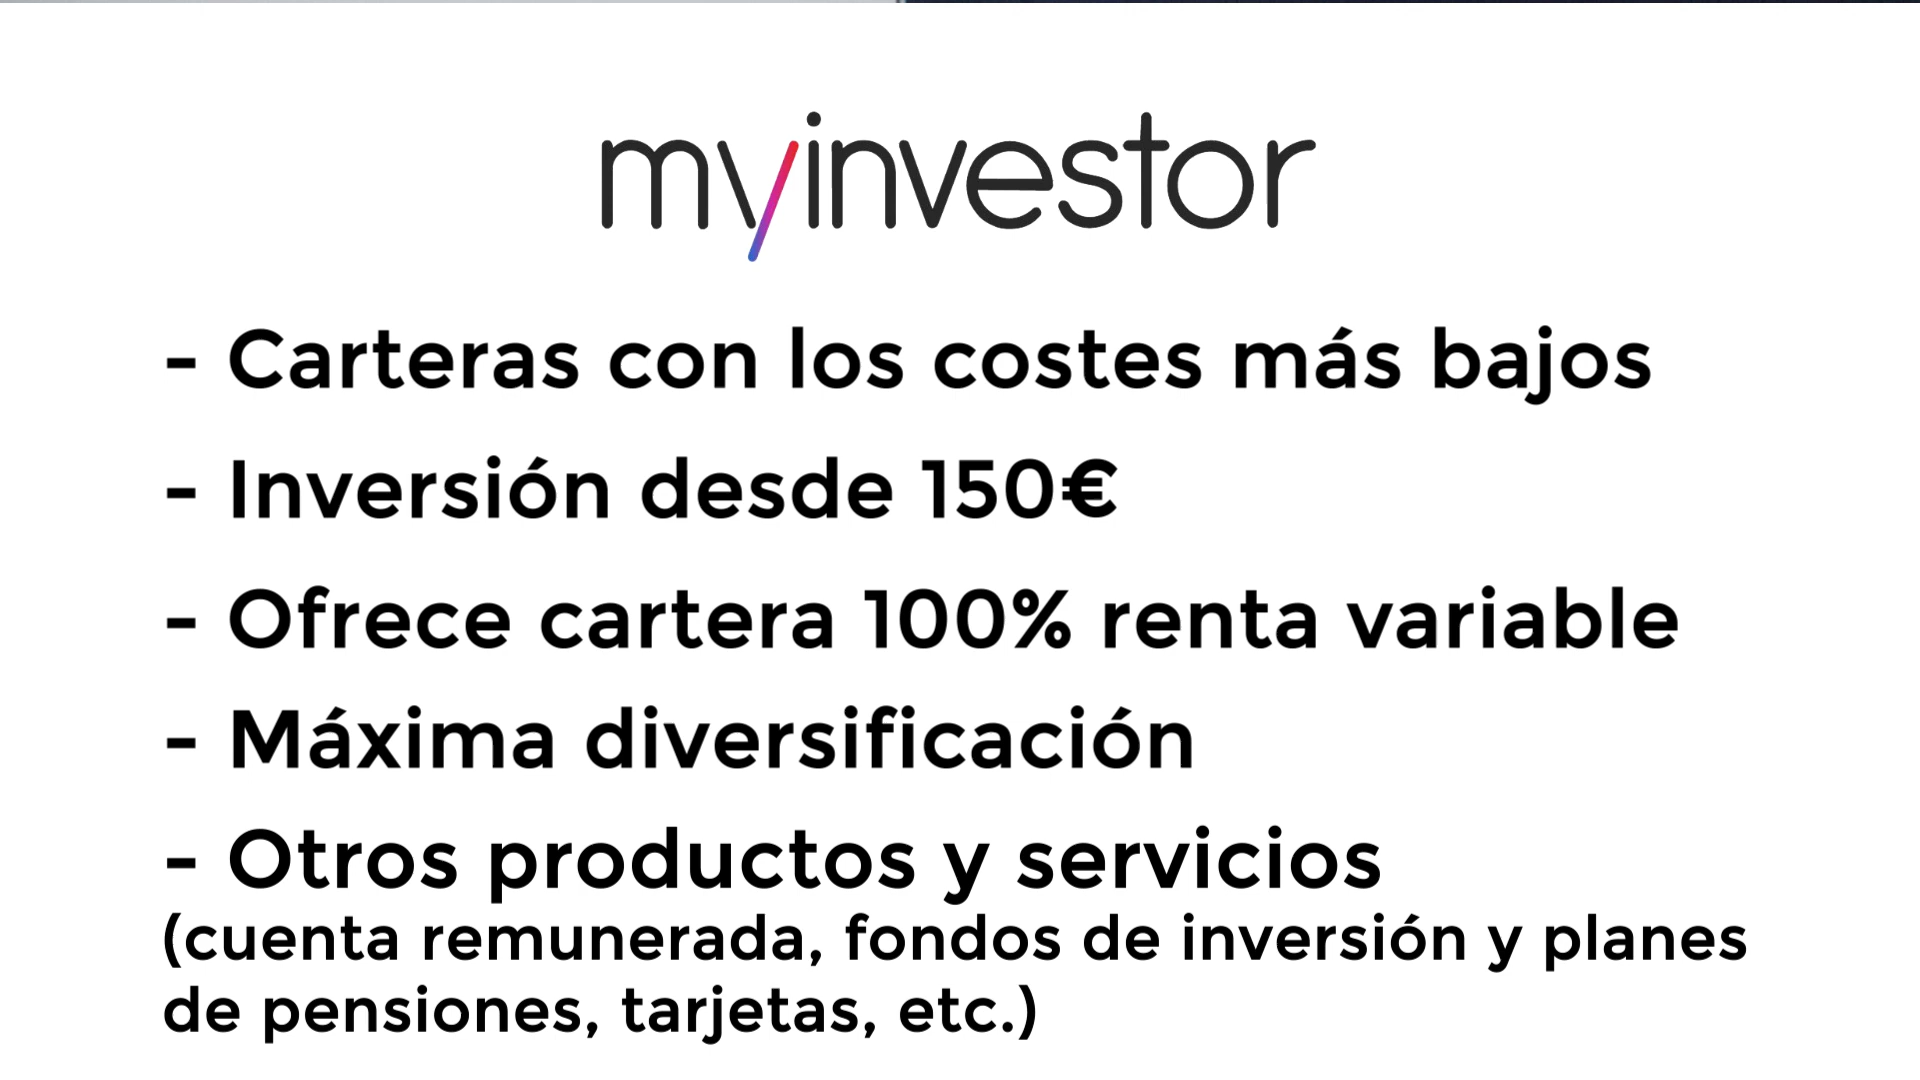 myinvestor
- Carteras con los costes más bajos
- Inversión desde 150€
- Ofrece cartera 100% renta variable
- Máxima diversificación
- Otros productos y servicios
(cuenta remunerada, fondos de inversión y planes
de pensiones, tarjetas, etc.)